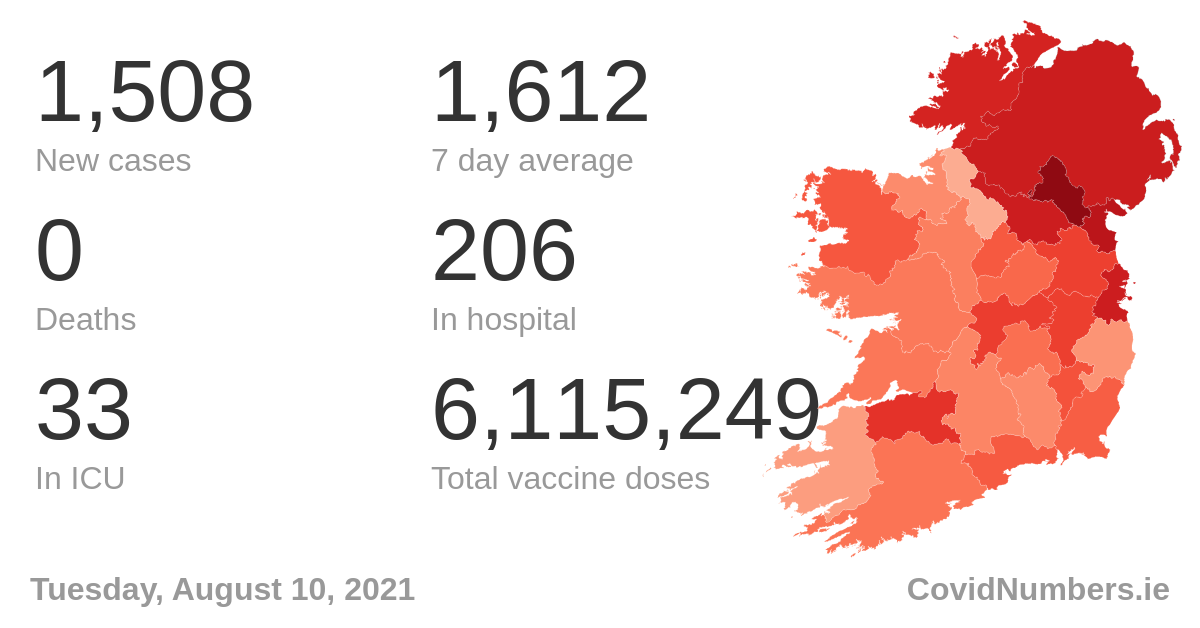 1,508
New cases
1,612
7 day average
0
Deaths
206
In hospital
33
In ICU
6,115,249
Total vaccine doses
Tuesday, August 10, 2021
CovidNumbers.ie